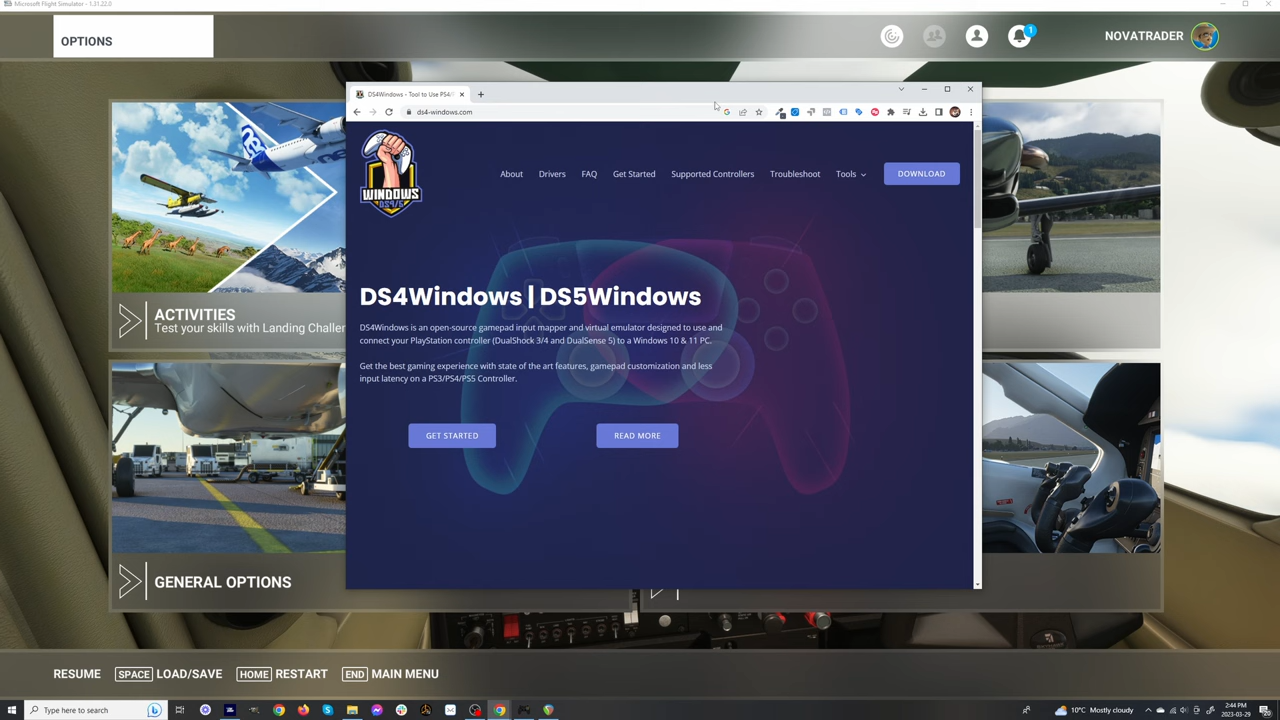 Microsoft Flight Simulator - 1.31.22.0
OPTIONS
1
NOVATRADER
DS4Windows - Tool to Use PS4/
ds4-windows.com
WINDOWS
DS4/5
About
Drivers
FAQ
Get Started
Supported Controllers
Troubleshoot
Tools
DOWNLOAD
DS4Windows | DS5Windows
DS4Windows is an open-source gamepad input mapper and virtual emulator designed to use and
connect your PlayStation controller (DualShock 3/4 and DualSense 5) to a Windows 10 & 11 PC.
Get the best gaming experience with state of the art features, gamepad customization and less
input latency on a PS3/PS4/PS5 Controller.
GET STARTED
READ MORE
ACTIVITIES
Test your skills with Landing Challen
GENERAL OPTIONS
RESUME
SPACE LOAD/SAVE
HOME RESTART
END MAIN MENU
Type here to search
10°C Mostly cloudy
2:44 PM
2023-03-29